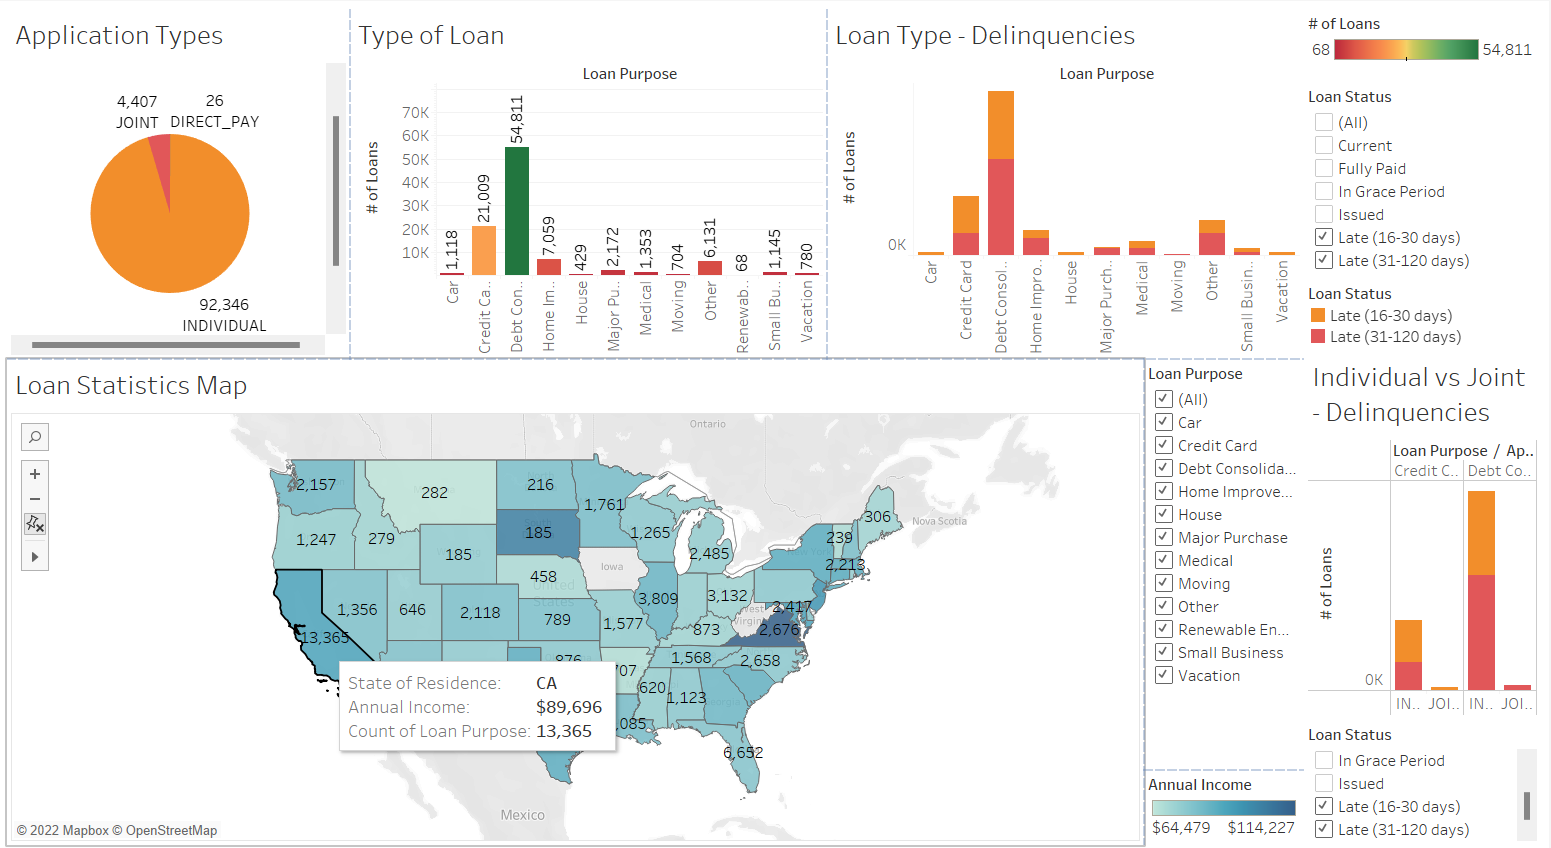 Application Types
4,407
JOINT
26
DIRECT_PAY
92,346
INDIVIDUAL
Type of Loan
Loan Purpose
# of Loans
70K
60K
50K
40K
30K
20K
10K
1,118
21,009
54,811
7,059
429
2,172
1,353
704
6,131
68
1,145
780
Car
Credit Ca..
Debt Con..
Home Im..
House
Major Pu..
Medical
Moving
Other
Renewab..
Small Bu..
Vacation
Loan Type - Delinquencies
Loan Purpose
# of Loans
0K
Car
Credit Card
Debt Consol..
Home Impro..
House
Major Purch..
Medical
Moving
Other
Small Busin..
Vacation
# of Loans
68 54,811
Loan Status
(All)
Current
Fully Paid
In Grace Period
Issued
Late (16-30 days)
Late (31-120 days)
Loan Status
Late (16-30 days)
Late (31-120 days)
Loan Statistics Map
Ontario
Nova Scotia
Iowa
Mexico
2,157
282
216
1,761
306
1,247
279
185
185
1,265
2,485
239
2,213
458
1,356
646
2,118
789
3,809
3,132
2,417
13,365
1,577
873
2,676
876
1,568
2,658
707
620
1,123
,085
6,652
State of Residence: CA
Annual Income: $89,696
Count of Loan Purpose: 13,365
© 2022 Mapbox © OpenStreetMap
Loan Purpose
(All)
Car
Credit Card
Debt Consolida...
Home Improve...
House
Major Purchase
Medical
Moving
Other
Renewable En...
Small Business
Vacation
Annual Income
$64,479 $114,227
Individual vs Joint
- Delinquencies
Loan Purpose / Ap..
Credit C.. Debt Co..
# of Loans
0K
IN.. JOI.. IN.. JOI..
Loan Status
In Grace Period
Issued
Late (16-30 days)
Late (31-120 days)